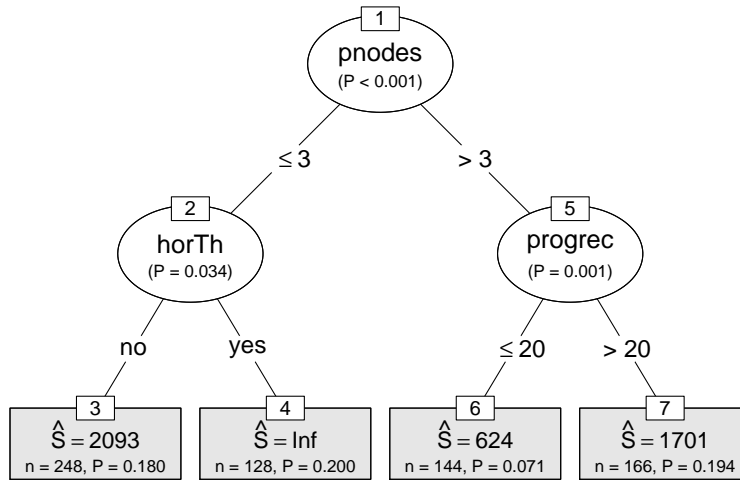 1
pnodes
(P < 0.001)
≤ 3
> 3
2
horTh
(P = 0.034)
5
progrec
(P = 0.001)
no
yes
≤ 20
> 20
3
Ŝ = 2093
n = 248, P = 0.180
4
Ŝ = Inf
n = 128, P = 0.200
6
Ŝ = 624
n = 144, P = 0.071
7
Ŝ = 1701
n = 166, P = 0.194